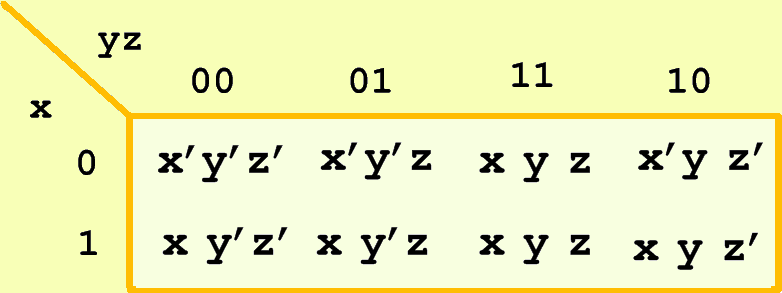 yz
00 01 11 10
x
0 x'y'z' x'y'z x y z x'y z'
1 x y'z' x y'z x y z x y z'